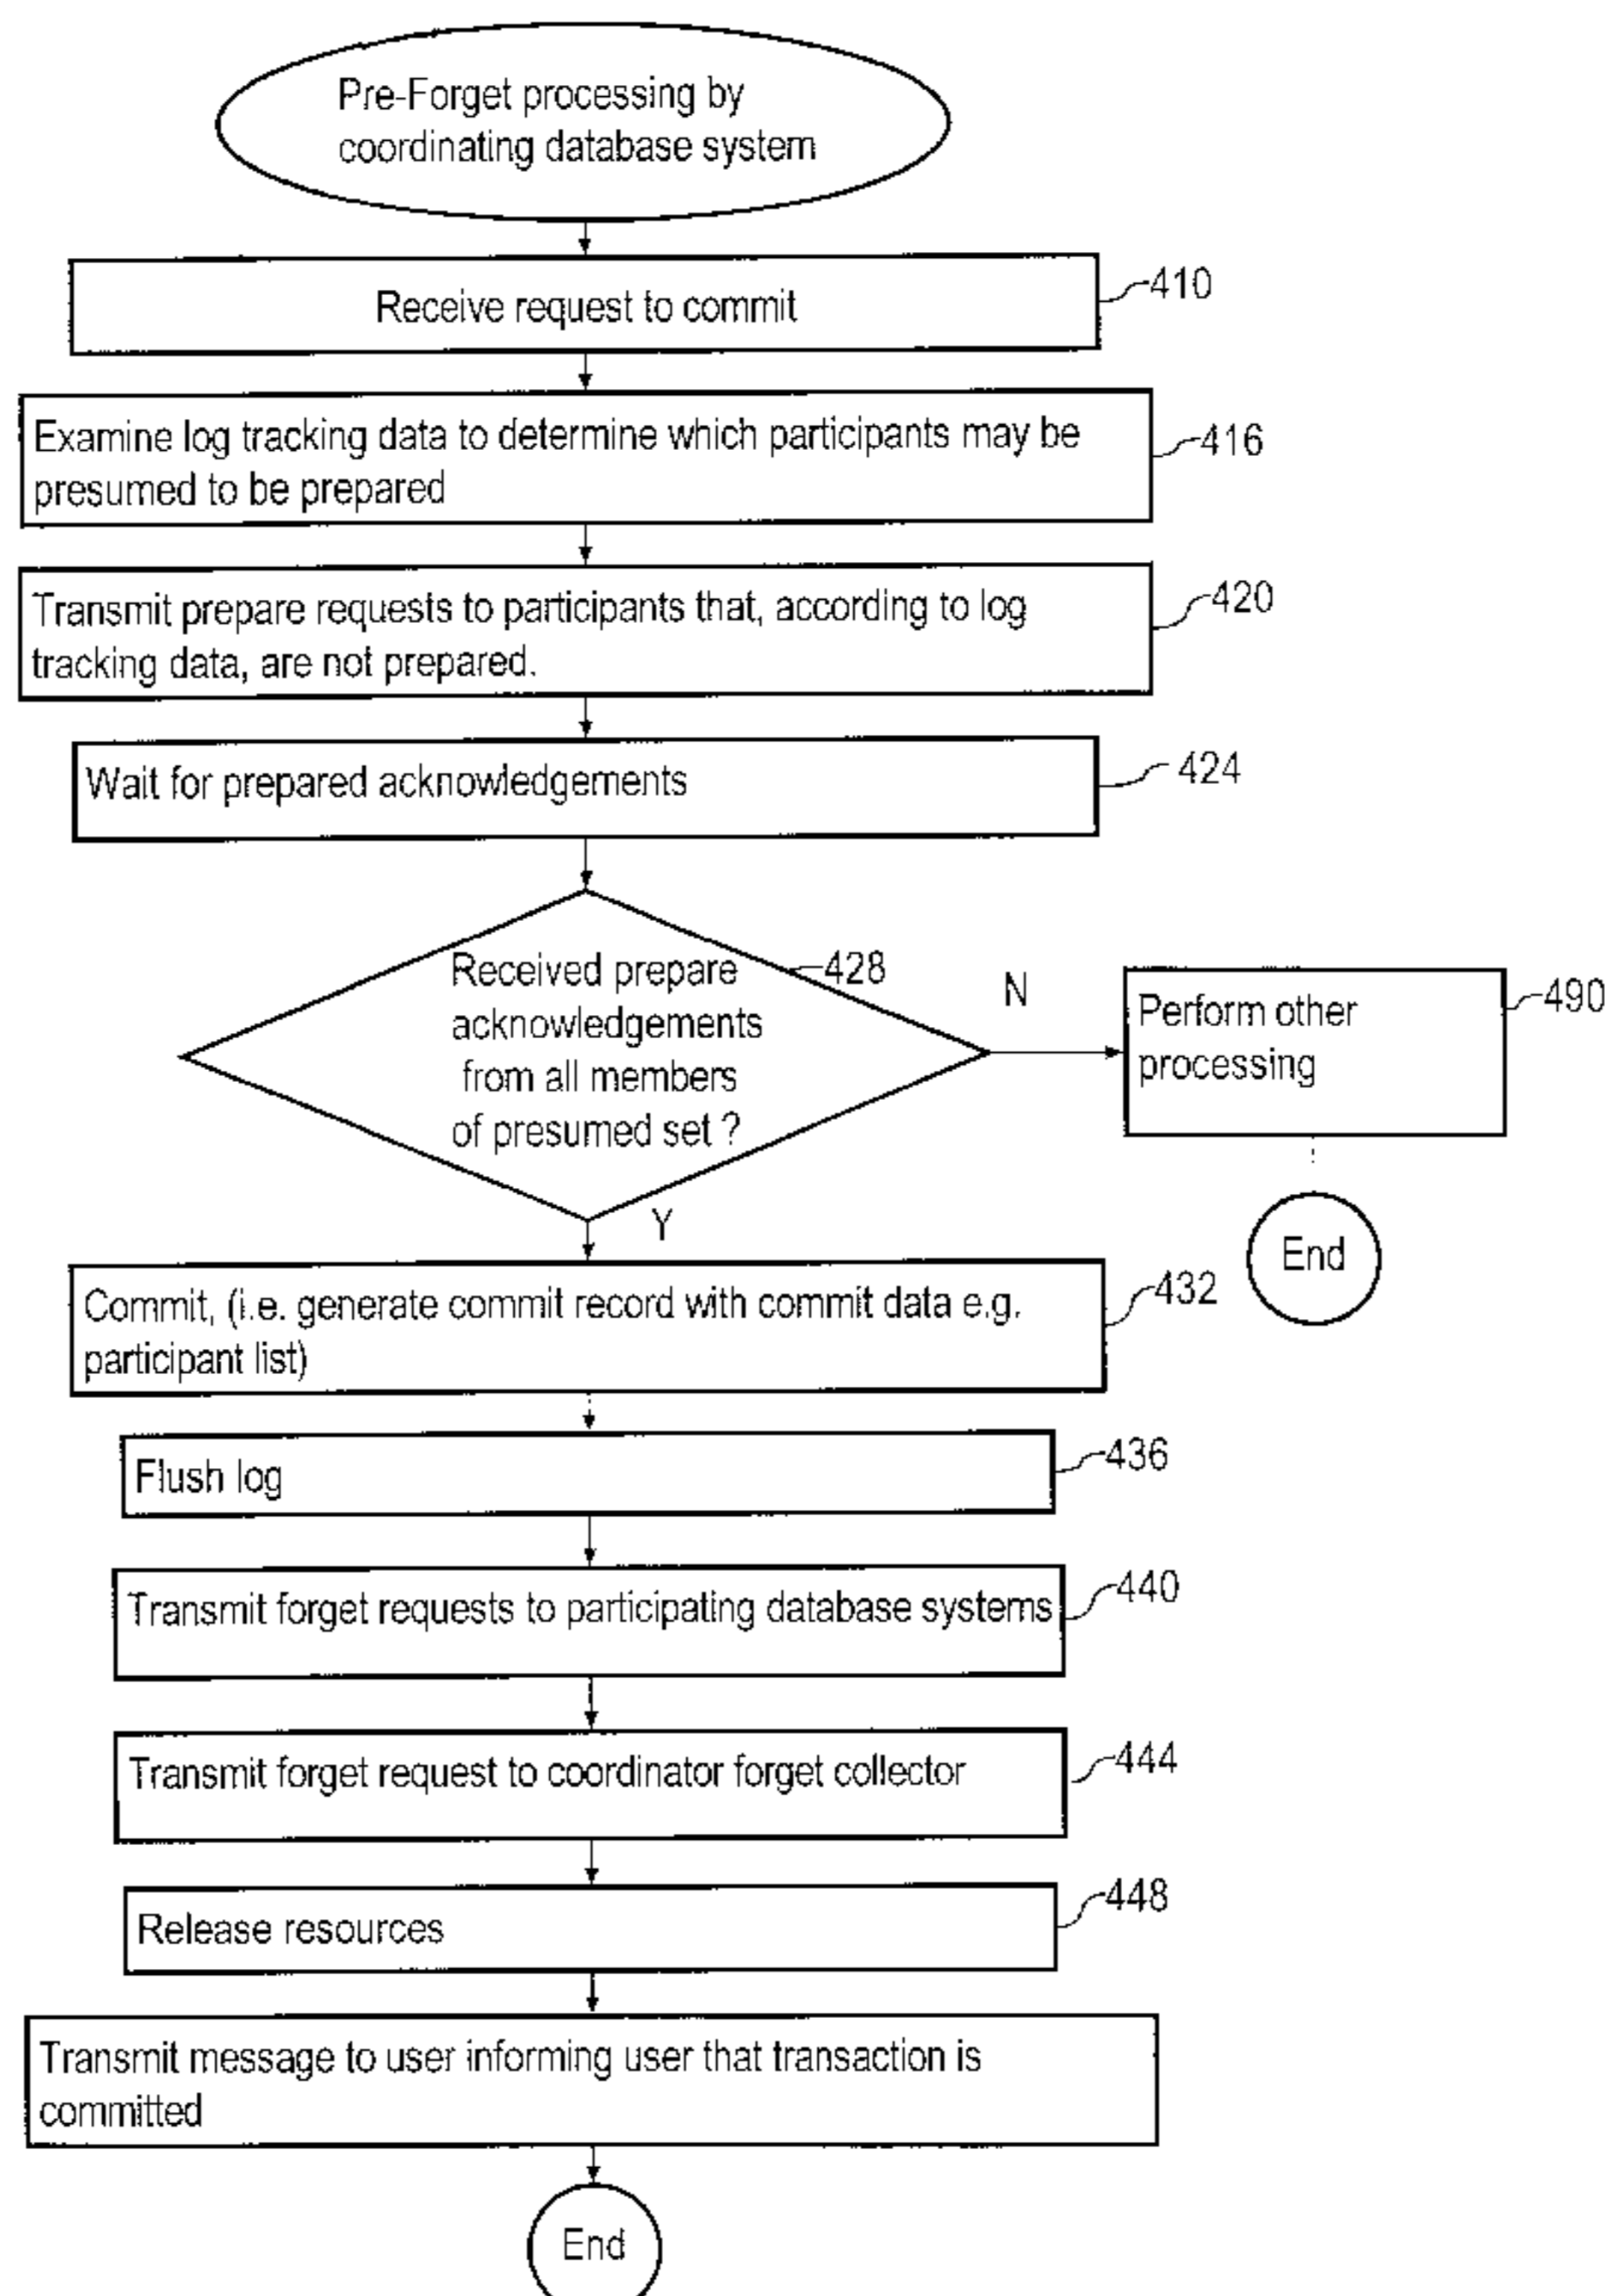 Pre-Forget processing by
coordinating database system
Receive request to commit
410
Examine log tracking data to determine which participants may be
presumed to be prepared
416
Transmit prepare requests to participants that, according to log
tracking data, are not prepared.
420
Wait for prepared acknowledgements
424
Received prepare
acknowledgements
from all members
of presumed set ?
428
N
Perform other
processing
490
End
Y
Commit, (i.e. generate commit record with commit data e.g.
participant list)
432
Flush log
436
Transmit forget requests to participating database systems
440
Transmit forget request to coordinator forget collector
444
Release resources
448
Transmit message to user informing user that transaction is
committed
End